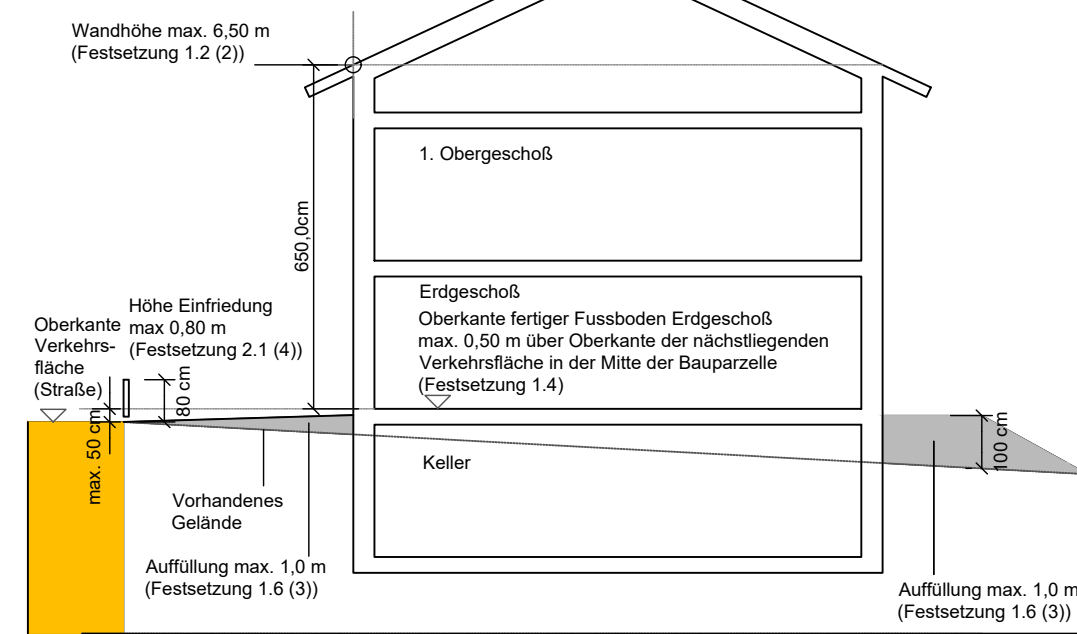 Wandhöhe max. 6,50 m
(Festsetzung 1.2 (2))
1. Obergeschoß
650,0cm
Erdgeschoß
Oberkante fertiger Fussboden Erdgeschoß
max. 0,50 m über Oberkante der nächstliegenden
Verkehrsfläche in der Mitte der Bauparzelle
(Festsetzung 1.4)
Höhe Einfriedung
max 0,80 m
(Festsetzung 2.1 (4))
Oberkante
Verkehrs-
fläche
(Straße)
80 cm
max. 50 cm
100 cm
Keller
Vorhandenes
Gelände
Auffüllung max. 1,0 m
(Festsetzung 1.6 (3))
Auffüllung max. 1,0 m
(Festsetzung 1.6 (3))